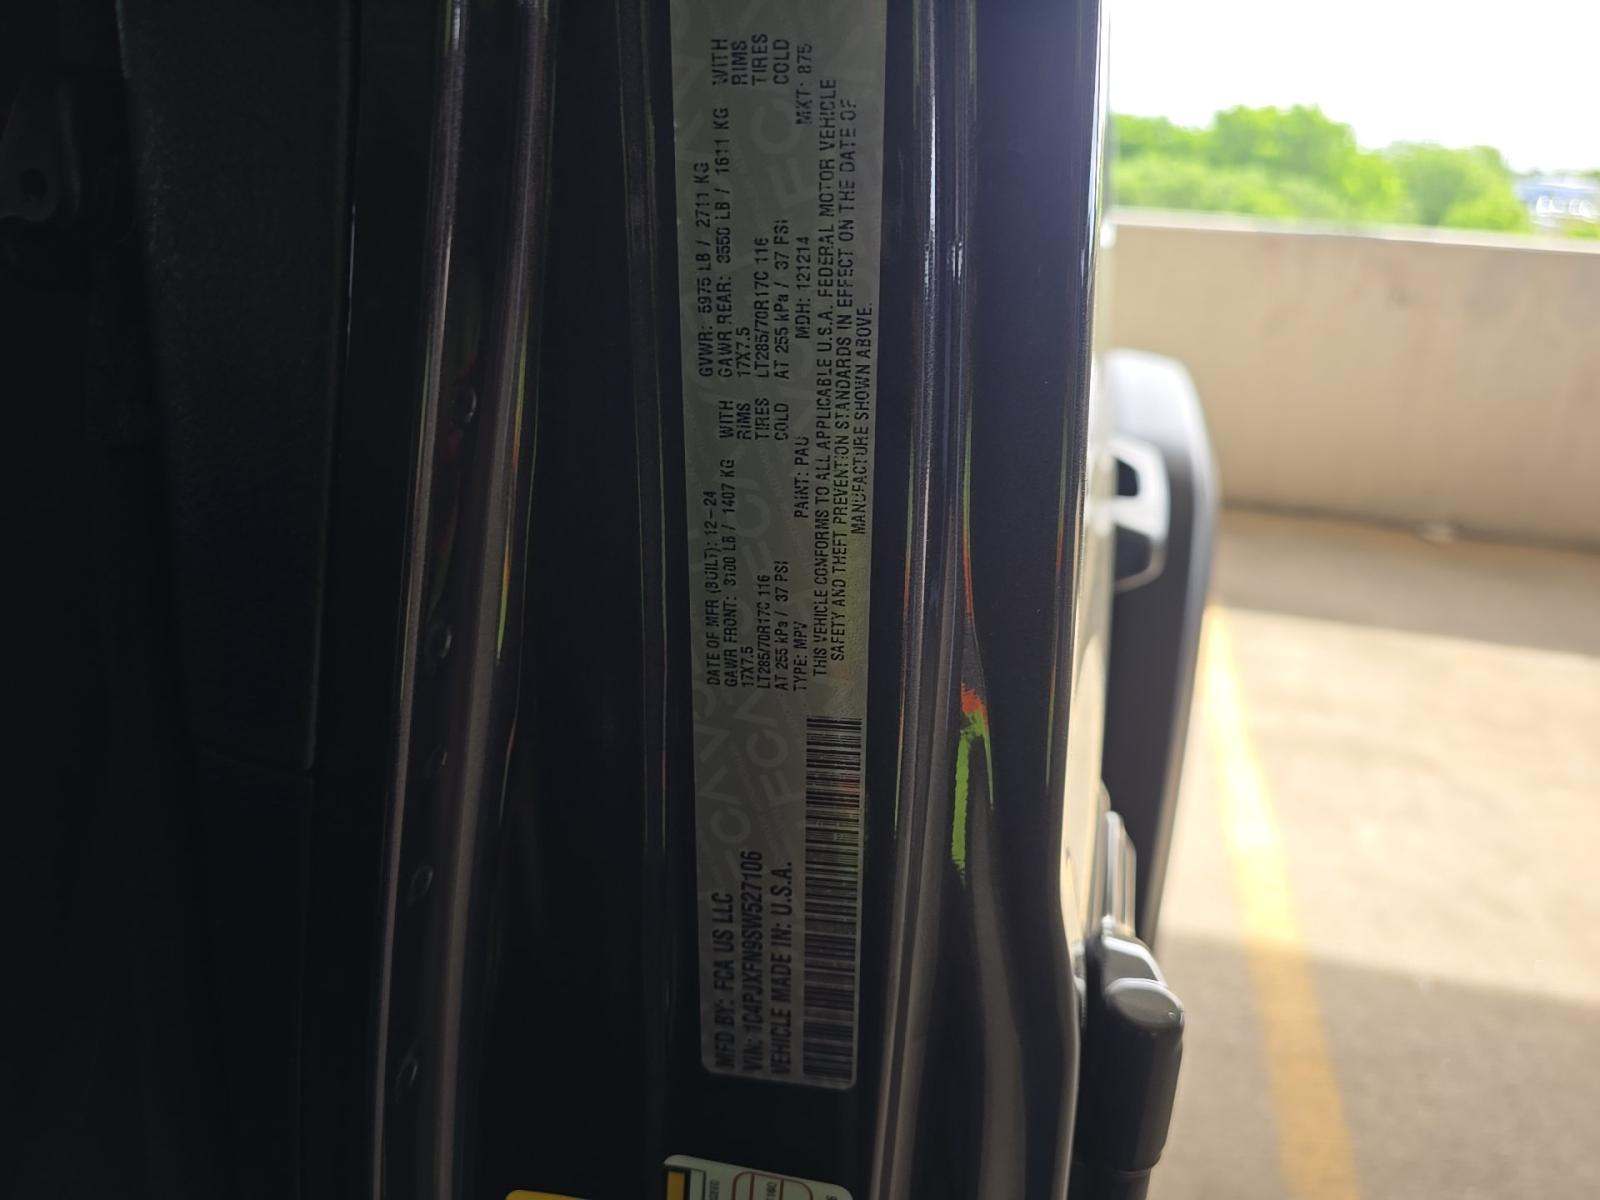 MFD BY: FCA US LLC
VIN: 1C4PJXFN9SW527106
VEHICLE MADE IN: U.S.A.
DATE OF MFR (BUILT): 12-24 GVWR: 5975 LB / 2711 KG
GAWR FRONT: 3100 LB / 1407 KG WITH GAWR REAR: 3550 LB / 1611 KG WITH
17X7.5 RIMS 17X7.5 RIMS
LT285/70R17C 116 TIRES LT285/70R17C 116 TIRES
AT 255 kPa / 37 PSI COLD AT 255 kPa / 37 PSI COLD
TYPE: MPV PAINT: PAU MDH: 121214 MKT: 875
THIS VEHICLE CONFORMS TO ALL APPLICABLE U.S.A. FEDERAL MOTOR VEHICLE
SAFETY AND THEFT PREVENTION STANDARDS IN EFFECT ON THE DATE OF
MANUFACTURE SHOWN ABOVE.